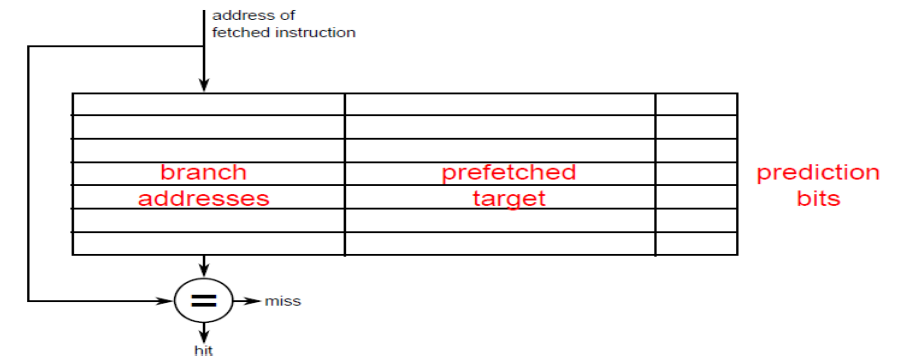 address of
fetched instruction
branch
addresses
prefetched
target
prediction
bits
=
miss
hit